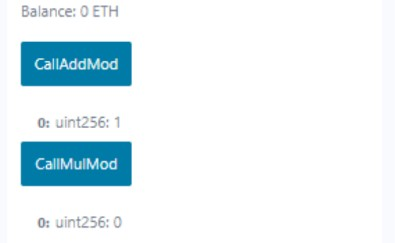 Balance: 0 ETH
CallAddMod
0: uint256: 1
CallMulMod
0: uint256: 0